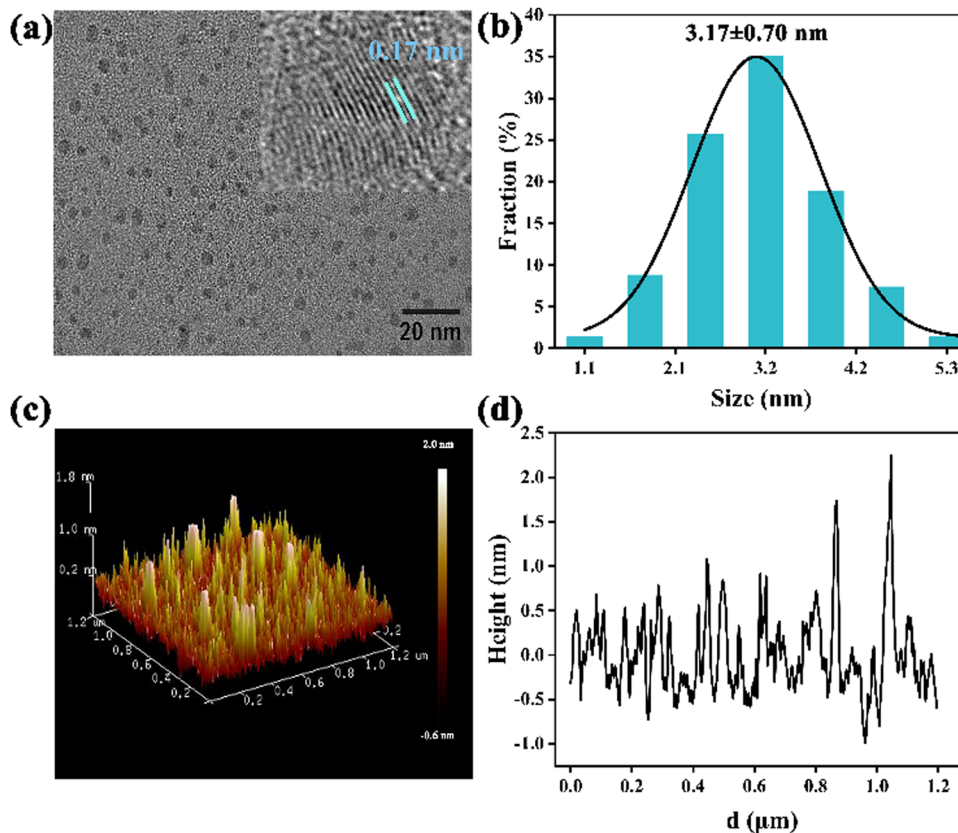 (a)
0.17 nm
20 nm
(b)
3.17±0.70 nm
Fraction (%)
40
35
30
25
20
15
10
5
0
1.1 2.1 3.2 4.2 5.3
Size (nm)
(c)
2.0 nm
-0.6 nm
1.8 nm
1.0 nm
0.2 nm
1.2 um
1.0
0.8
0.6
0.4
0.2
0.2
0.4
0.6
0.8
1.0
1.2 um
-0.2
(d)
Height (nm)
2.5
2.0
1.5
1.0
0.5
0.0
-0.5
-1.0
0.0 0.2 0.4 0.6 0.8 1.0 1.2
d (μm)